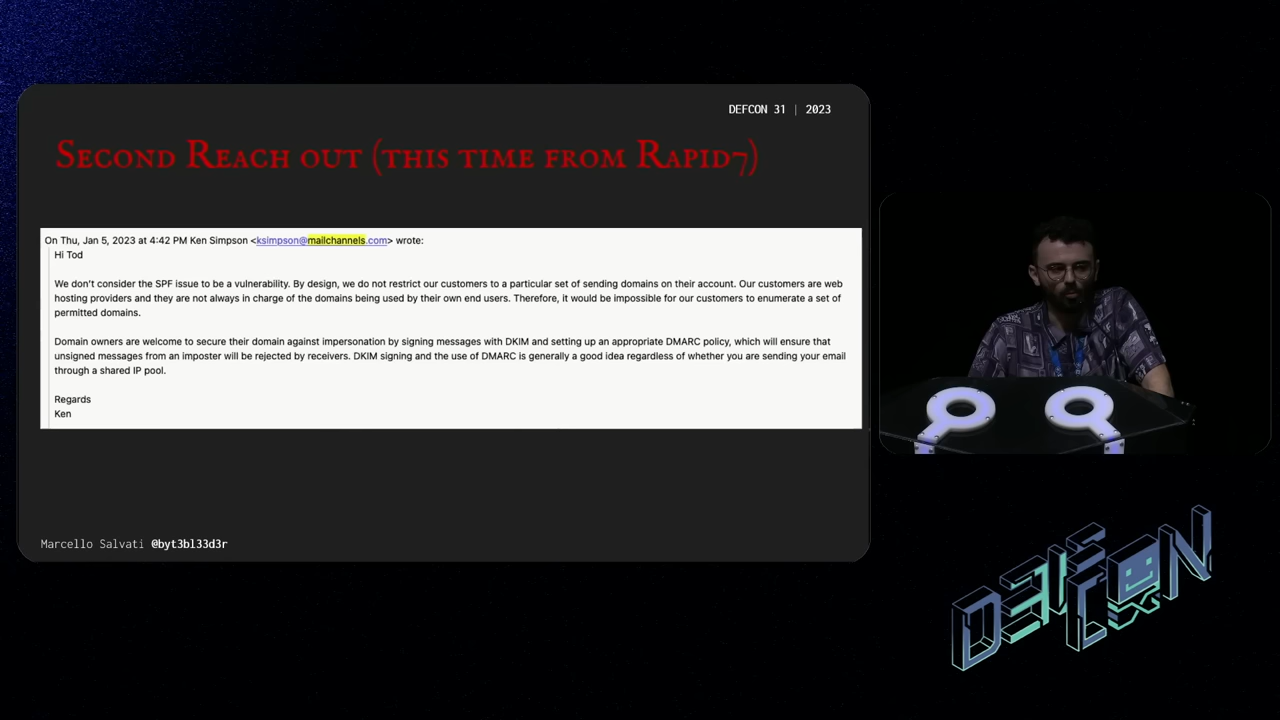 DEFCON 31 | 2023
Second Reach out (this time from Rapid7)
On Thu, Jan 5, 2023 at 4:42 PM Ken Simpson <ksimpson@mailchannels.com> wrote:
Hi Tod
We don't consider the SPF issue to be a vulnerability. By design, we do not restrict our customers to a particular set of sending domains on their account. Our customers are web
hosting providers and they are not always in charge of the domains being used by their own end users. Therefore, it would be impossible for our customers to enumerate a set of
permitted domains.
Domain owners are welcome to secure their domain against impersonation by signing messages with DKIM and setting up an appropriate DMARC policy, which will ensure that
unsigned messages from an imposter will be rejected by receivers. DKIM signing and the use of DMARC is generally a good idea regardless of whether you are sending your email
through a shared IP pool.
Regards
Ken
Marcello Salvati @byt3bl33d3r
DEFCON